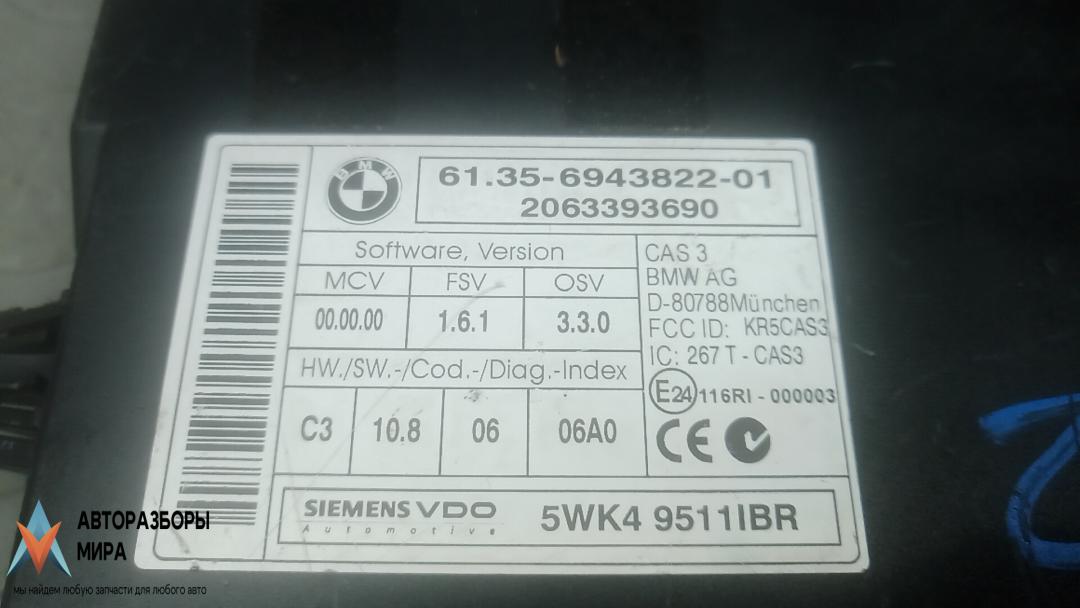 BMW
61.35-6943822-01
2063393690
Software, Version
MCV FSV OSV
00.00.00 1.6.1 3.3.0
HW./SW.-/Cod.-/Diag.-Index
C3 10.8 06 06A0
CAS 3
BMW AG
D-80788München
FCC ID: KR5CAS3
IC: 267 T - CAS3
E24 116RI - 000003
CE
SIEMENS VDO
Automotive
5WK4 9511IBR
АВТОРАЗБОРЫ
МИРА
мы найдем любую запчасти для любого авто